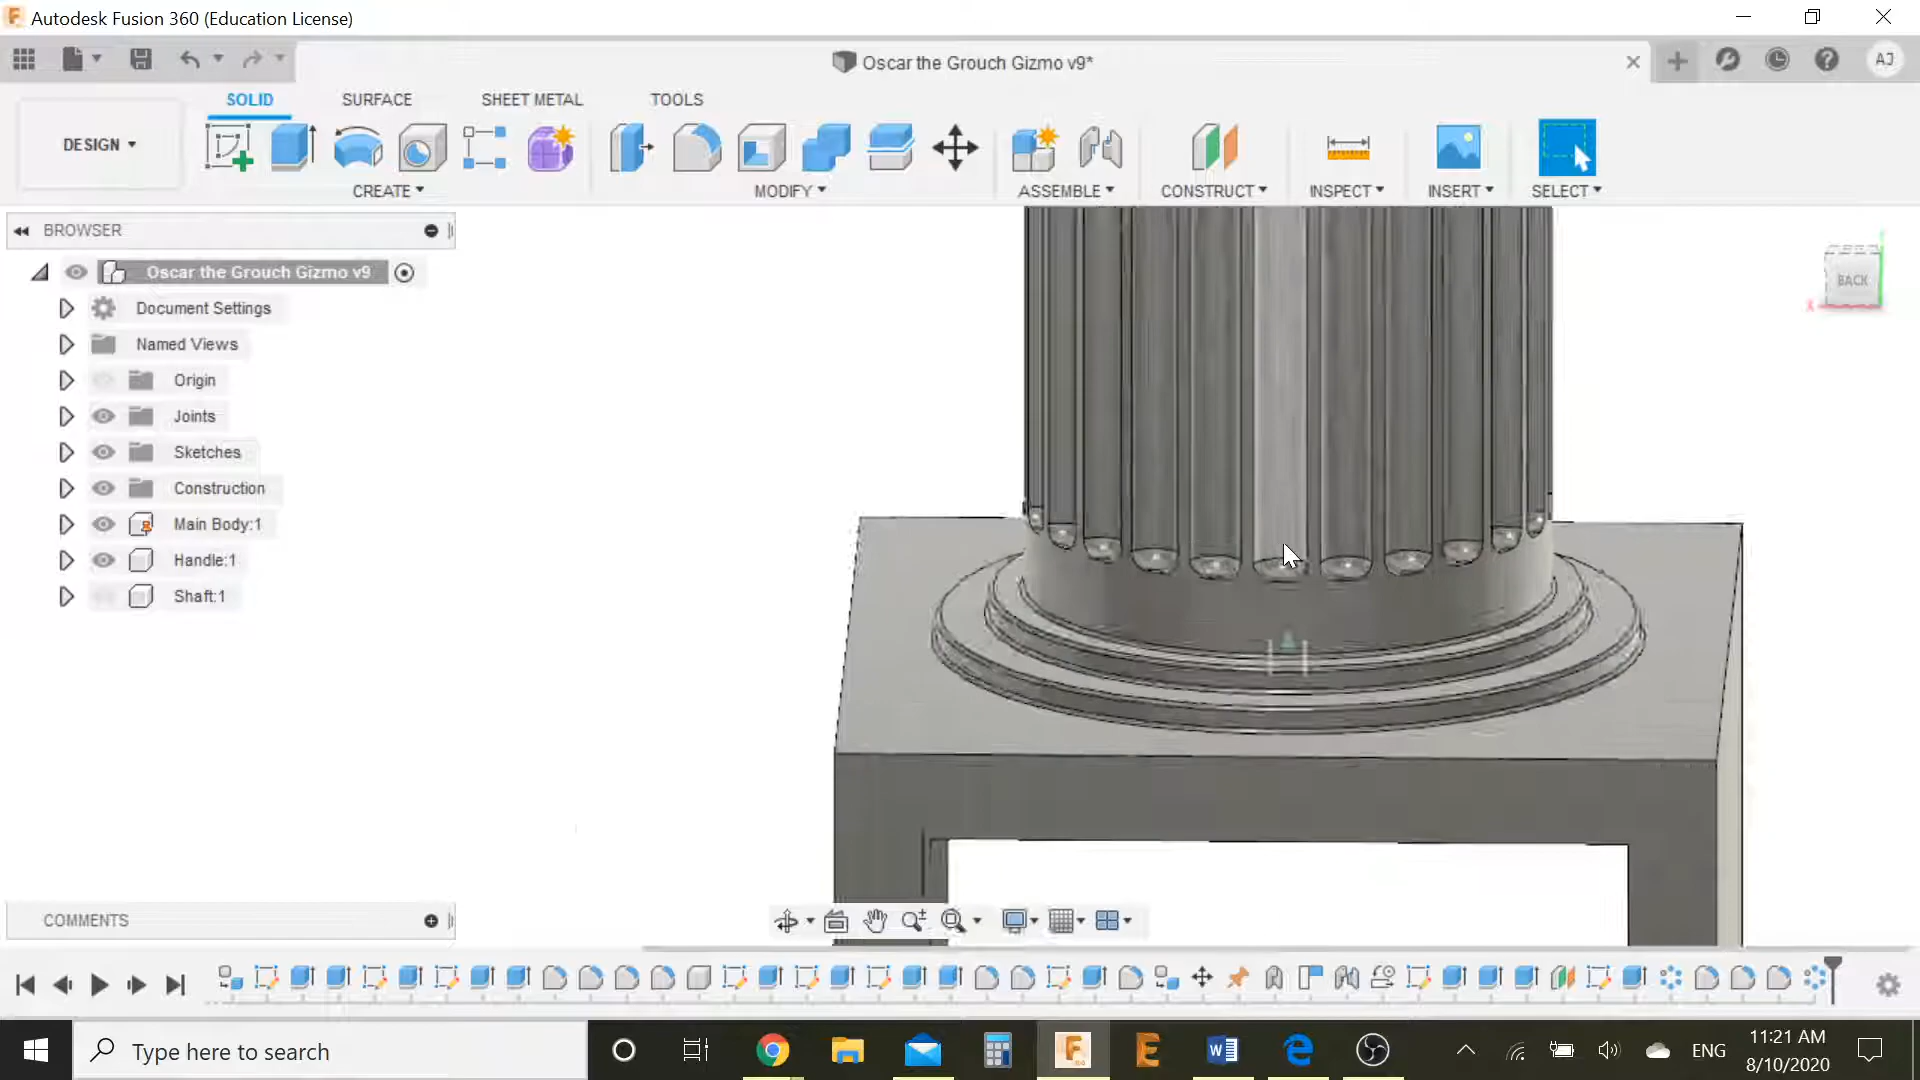 Autodesk Fusion 360 (Education License)
Oscar the Grouch Gizmo v9*
AJ
SOLID SURFACE SHEET METAL TOOLS
DESIGN
CREATE MODIFY ASSEMBLE CONSTRUCT INSPECT INSERT SELECT
BROWSER
Oscar the Grouch Gizmo v9
Document Settings
Named Views
Origin
Joints
Sketches
Construction
Main Body:1
Handle:1
Shaft:1
BACK
X
COMMENTS
Type here to search
ENG
11:21 AM
8/10/2020